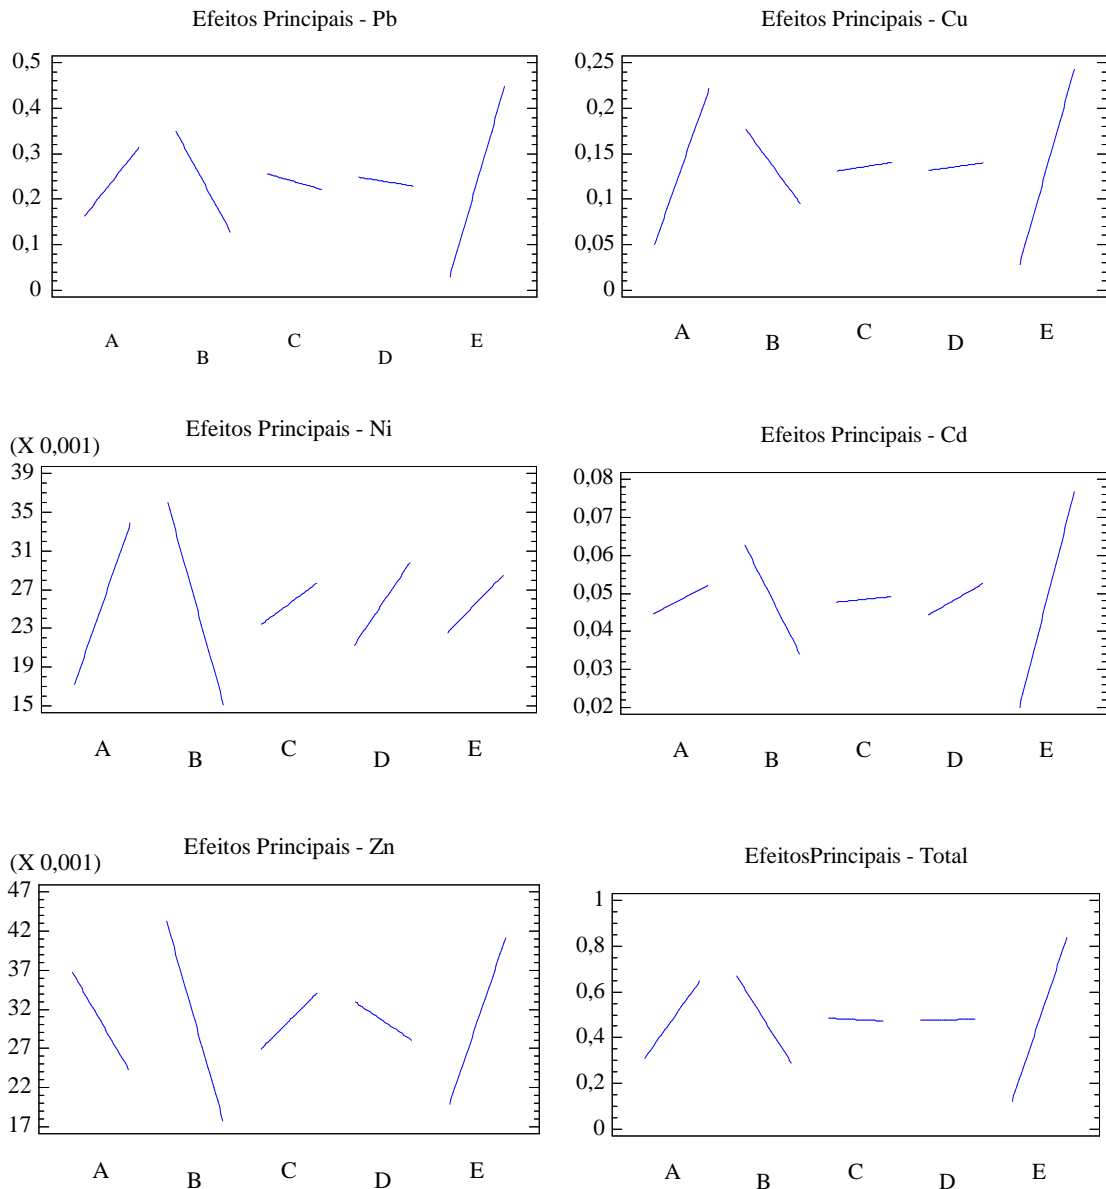 Efeitos Principais - Pb
0,5
0,4
0,3
0,2
0,1
0
A
B
C
D
E
Efeitos Principais - Cu
0,25
0,2
0,15
0,1
0,05
0
A
B
C
D
E
Efeitos Principais - Ni
(X 0,001)
39
35
31
27
23
19
15
A
B
C
D
E
Efeitos Principais - Cd
0,08
0,07
0,06
0,05
0,04
0,03
0,02
A
B
C
D
E
Efeitos Principais - Zn
(X 0,001)
47
42
37
32
27
22
17
A
B
C
D
E
EfeitosPrincipais - Total
1
0,8
0,6
0,4
0,2
0
A
B
C
D
E